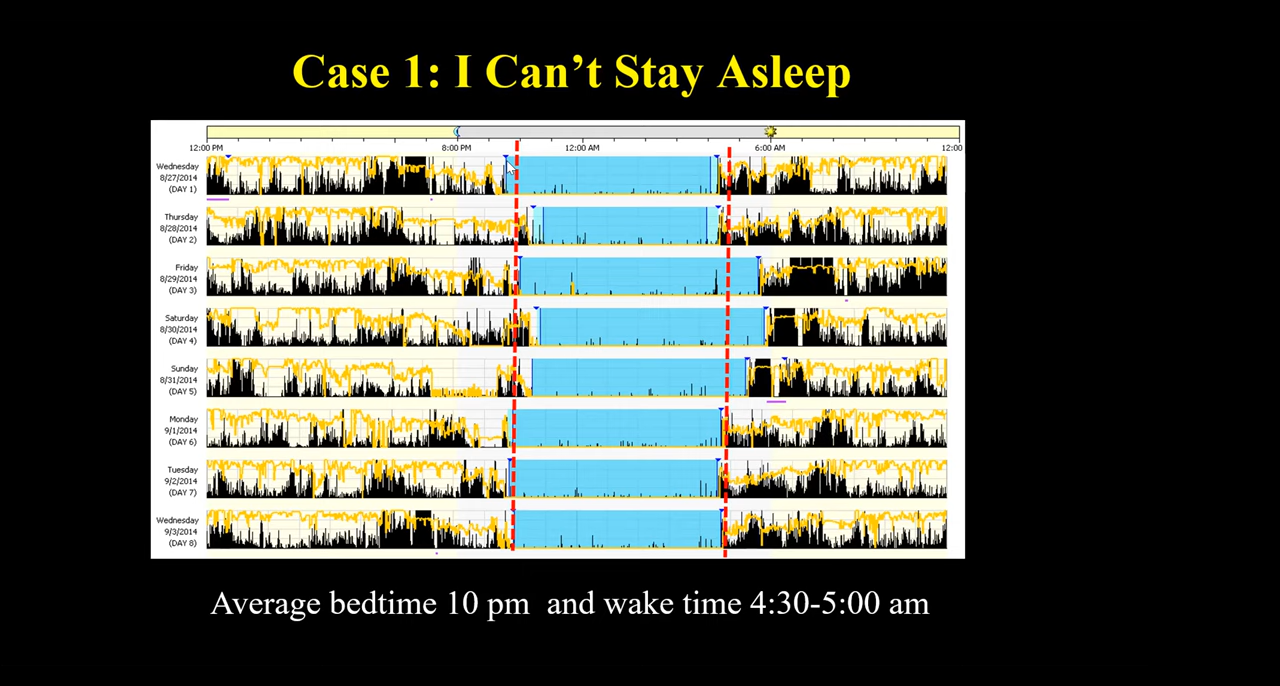 Case 1: I Can’t Stay Asleep
12:00 PM 8:00 PM 12:00 AM 6:00 AM 12:00
Wednesday
8/27/2014
(DAY 1)
Thursday
8/28/2014
(DAY 2)
Friday
8/29/2014
(DAY 3)
Saturday
8/30/2014
(DAY 4)
Sunday
8/31/2014
(DAY 5)
Monday
9/1/2014
(DAY 6)
Tuesday
9/2/2014
(DAY 7)
Wednesday
9/3/2014
(DAY 8)
Average bedtime 10 pm and wake time 4:30-5:00 am